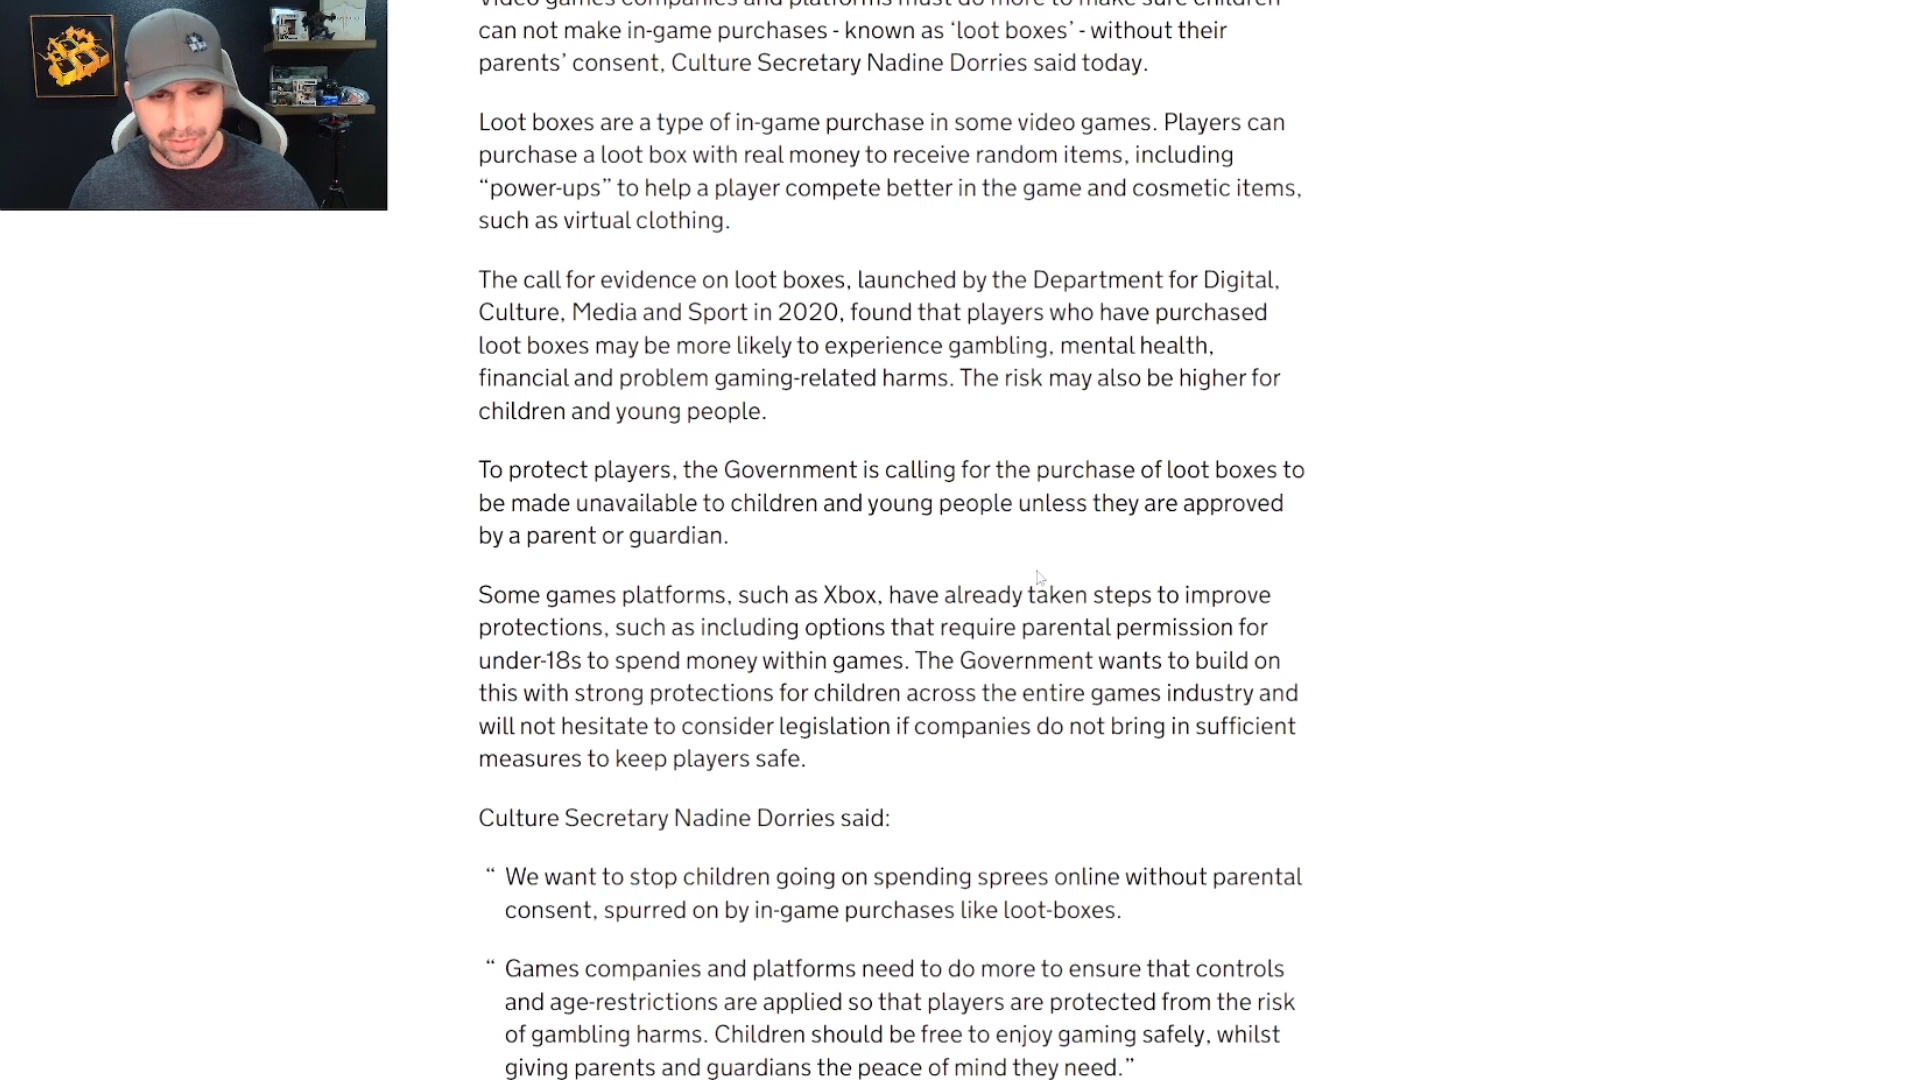 Video games companies and platforms must do more to make sure children
can not make in-game purchases - known as ‘loot boxes’ - without their
parents’ consent, Culture Secretary Nadine Dorries said today.
Loot boxes are a type of in-game purchase in some video games. Players can
purchase a loot box with real money to receive random items, including
“power-ups” to help a player compete better in the game and cosmetic items,
such as virtual clothing.
The call for evidence on loot boxes, launched by the Department for Digital,
Culture, Media and Sport in 2020, found that players who have purchased
loot boxes may be more likely to experience gambling, mental health,
financial and problem gaming-related harms. The risk may also be higher for
children and young people.
To protect players, the Government is calling for the purchase of loot boxes to
be made unavailable to children and young people unless they are approved
by a parent or guardian.
Some games platforms, such as Xbox, have already taken steps to improve
protections, such as including options that require parental permission for
under-18s to spend money within games. The Government wants to build on
this with strong protections for children across the entire games industry and
will not hesitate to consider legislation if companies do not bring in sufficient
measures to keep players safe.
Culture Secretary Nadine Dorries said:
“ We want to stop children going on spending sprees online without parental
consent, spurred on by in-game purchases like loot-boxes.
“ Games companies and platforms need to do more to ensure that controls
and age-restrictions are applied so that players are protected from the risk
of gambling harms. Children should be free to enjoy gaming safely, whilst
giving parents and guardians the peace of mind they need.”